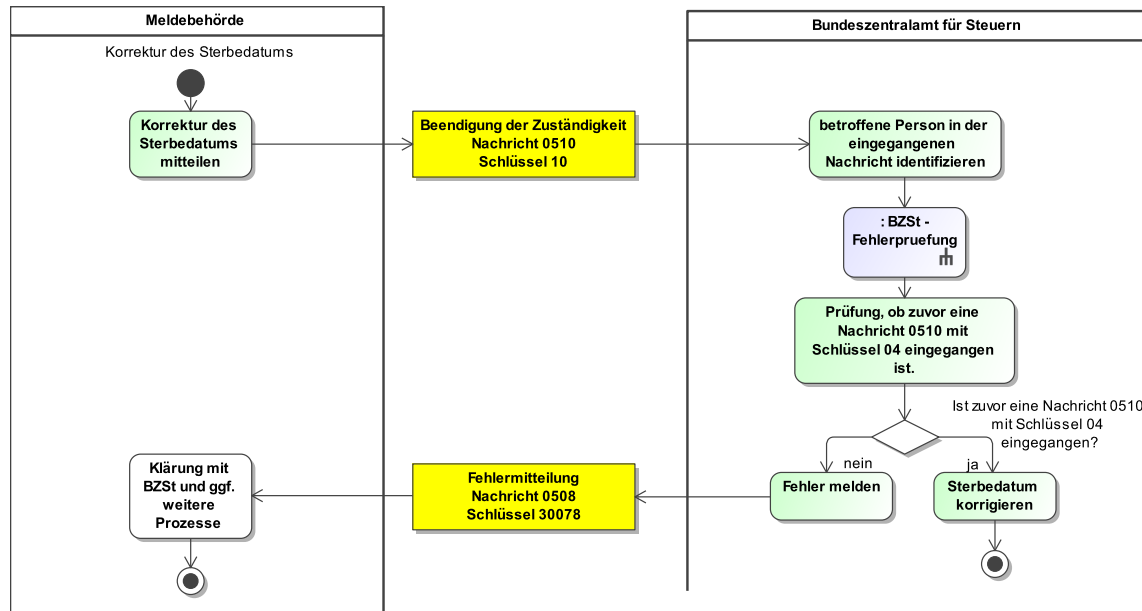 Meldebehörde
Bundeszentralamt für Steuern
Korrektur des Sterbedatums
Korrektur des
Sterbedatums
mitteilen
Beendigung der Zuständigkeit
Nachricht 0510
Schlüssel 10
betroffene Person in der
eingegangenen
Nachricht identifizieren
: BZSt -
Fehlerpruefung
Prüfung, ob zuvor eine
Nachricht 0510 mit
Schlüssel 04 eingegangen
ist.
Ist zuvor eine Nachricht 0510
mit Schlüssel 04
eingegangen?
nein
ja
Fehler melden
Sterbedatum
korrigieren
Fehlermitteilung
Nachricht 0508
Schlüssel 30078
Klärung mit
BZSt und ggf.
weitere
Prozesse